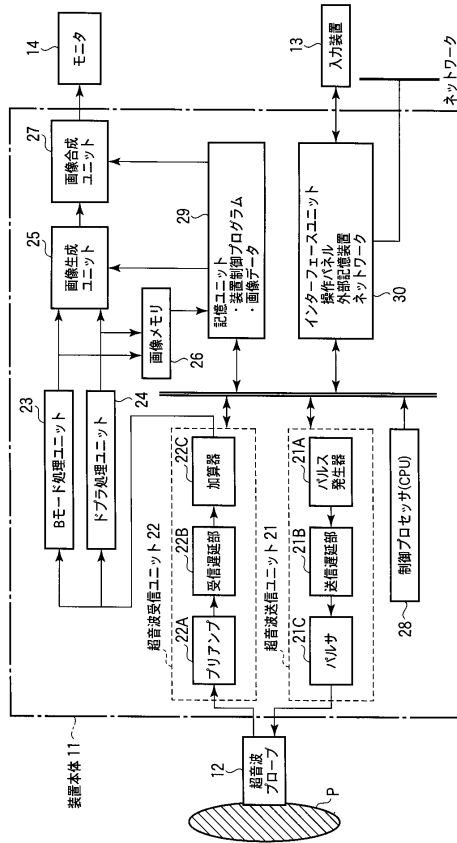 装置本体11
P
12
超音波
プローブ
超音波受信ユニット22
22A
プリアンプ
22B
受信遅延部
22C
加算器
超音波送信ユニット21
21C
パルサ
21B
送信遅延部
21A
パルス
発生器
28
制御プロセッサ(CPU)
23
Bモード処理ユニット
24
ドプラ処理ユニット
画像メモリ
26
25
画像生成
ユニット
27
画像合成
ユニット
14
モニタ
29
記憶ユニット
・装置制御プログラム
・画像データ
インターフェースユニット
操作パネル
外部記憶装置
ネットワーク
30
13
入力装置
ネットワーク